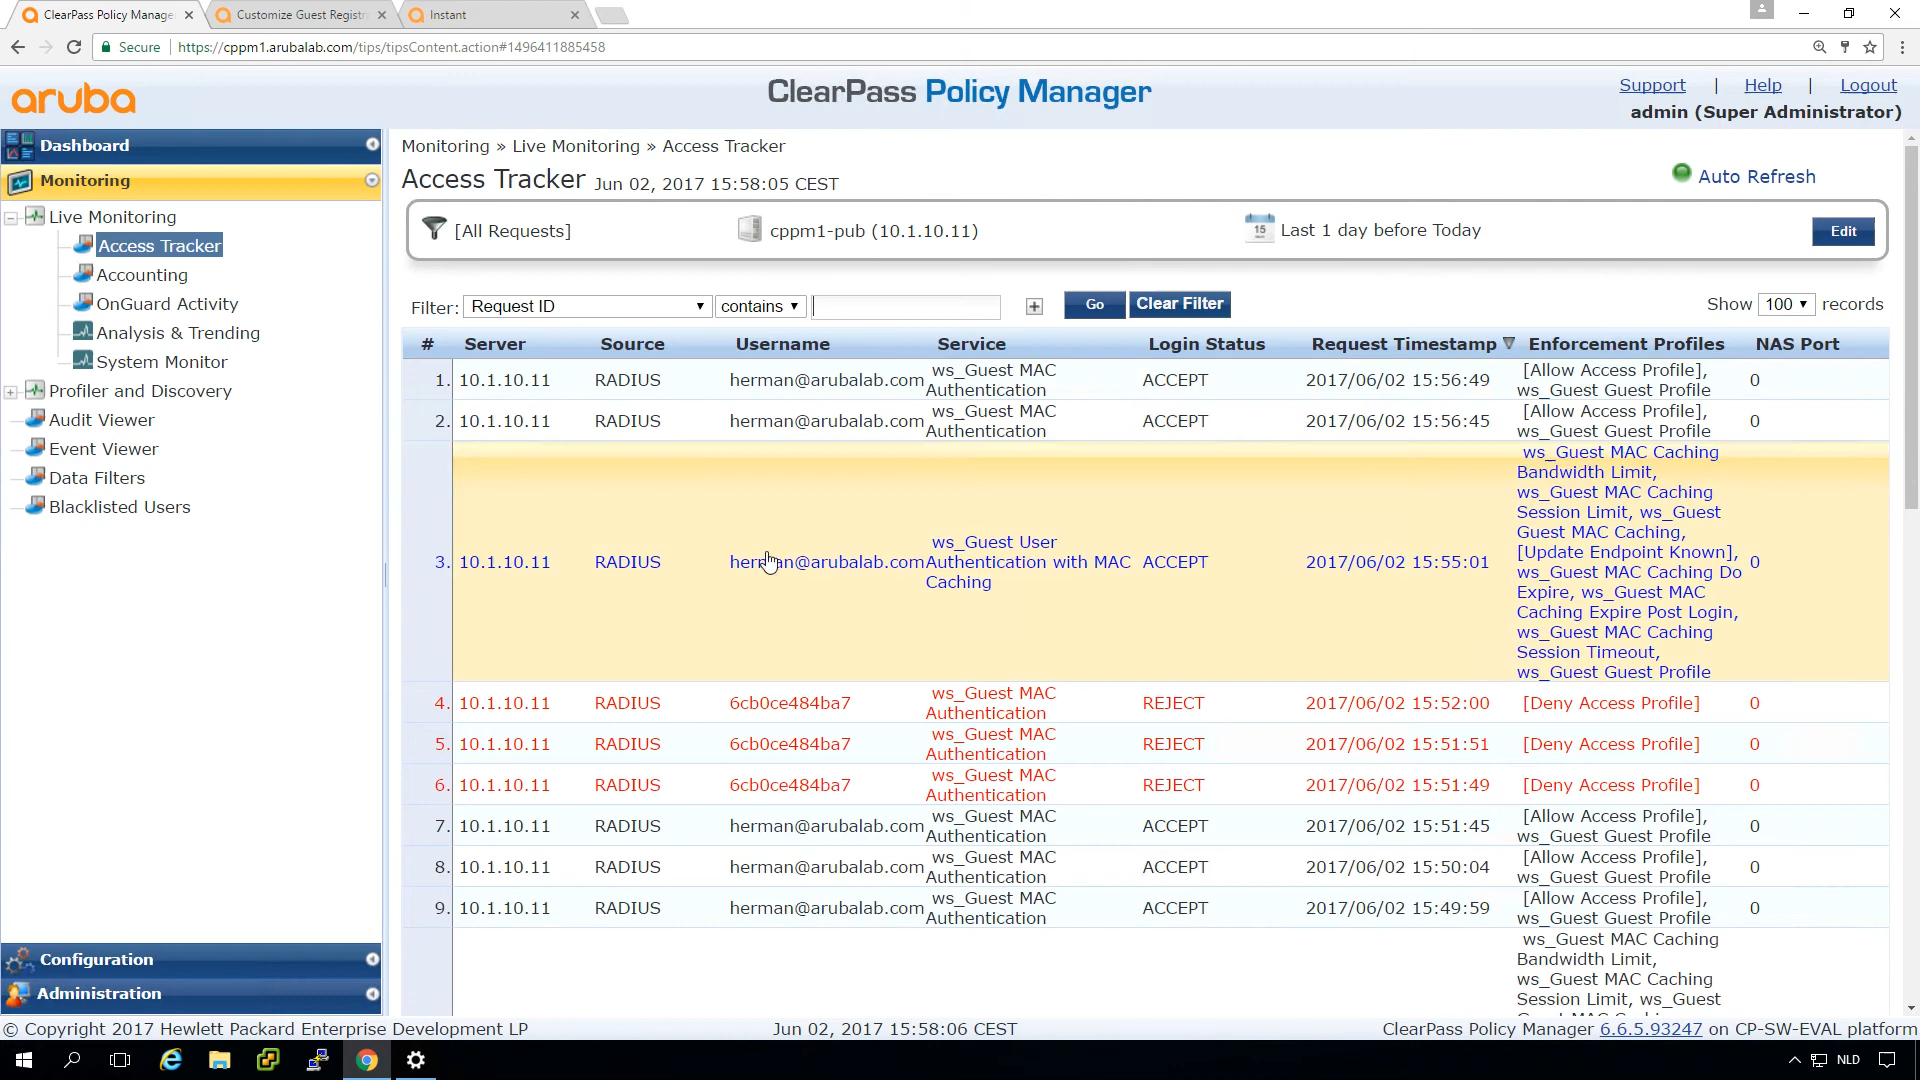 ClearPass Policy Manage
Customize Guest Registr
Instant
Secure
https://cppm1.arubalab.com/tips/tipsContent.action#1496411885458
aruba
ClearPass Policy Manager
Support | Help | Logout
admin (Super Administrator)
Dashboard
Monitoring
Live Monitoring
Access Tracker
Accounting
OnGuard Activity
Analysis & Trending
System Monitor
Profiler and Discovery
Audit Viewer
Event Viewer
Data Filters
Blacklisted Users
Configuration
Administration
Monitoring » Live Monitoring » Access Tracker
Access Tracker Jun 02, 2017 15:58:05 CEST
Auto Refresh
[All Requests]
cppm1-pub (10.1.10.11)
15
Last 1 day before Today
Edit
Filter: Request ID contains Go Clear Filter
Show 100 records
# Server Source Username Service Login Status Request Timestamp Enforcement Profiles NAS Port
1. 10.1.10.11 RADIUS herman@arubalab.com ws_Guest MAC Authentication ACCEPT 2017/06/02 15:56:49 [Allow Access Profile], ws_Guest Guest Profile 0
2. 10.1.10.11 RADIUS herman@arubalab.com ws_Guest MAC Authentication ACCEPT 2017/06/02 15:56:45 [Allow Access Profile], ws_Guest Guest Profile 0
3. 10.1.10.11 RADIUS herman@arubalab.com ws_Guest User Authentication with MAC Caching ACCEPT 2017/06/02 15:55:01 ws_Guest MAC Caching Bandwidth Limit, ws_Guest MAC Caching Session Limit, ws_Guest Guest MAC Caching, [Update Endpoint Known], ws_Guest MAC Caching Do Expire, ws_Guest MAC Caching Expire Post Login, ws_Guest MAC Caching Session Timeout, ws_Guest Guest Profile 0
4. 10.1.10.11 RADIUS 6cb0ce484ba7 ws_Guest MAC Authentication REJECT 2017/06/02 15:52:00 [Deny Access Profile] 0
5. 10.1.10.11 RADIUS 6cb0ce484ba7 ws_Guest MAC Authentication REJECT 2017/06/02 15:51:51 [Deny Access Profile] 0
6. 10.1.10.11 RADIUS 6cb0ce484ba7 ws_Guest MAC Authentication REJECT 2017/06/02 15:51:49 [Deny Access Profile] 0
7. 10.1.10.11 RADIUS herman@arubalab.com ws_Guest MAC Authentication ACCEPT 2017/06/02 15:51:45 [Allow Access Profile], ws_Guest Guest Profile 0
8. 10.1.10.11 RADIUS herman@arubalab.com ws_Guest MAC Authentication ACCEPT 2017/06/02 15:50:04 [Allow Access Profile], ws_Guest Guest Profile 0
9. 10.1.10.11 RADIUS herman@arubalab.com ws_Guest MAC Authentication ACCEPT 2017/06/02 15:49:59 [Allow Access Profile], ws_Guest Guest Profile 0
ws_Guest MAC Caching
Bandwidth Limit,
ws_Guest MAC Caching
Session Limit, ws_Guest
© Copyright 2017 Hewlett Packard Enterprise Development LP
Jun 02, 2017 15:58:06 CEST
ClearPass Policy Manager 6.6.5.93247 on CP-SW-EVAL platform
NLD